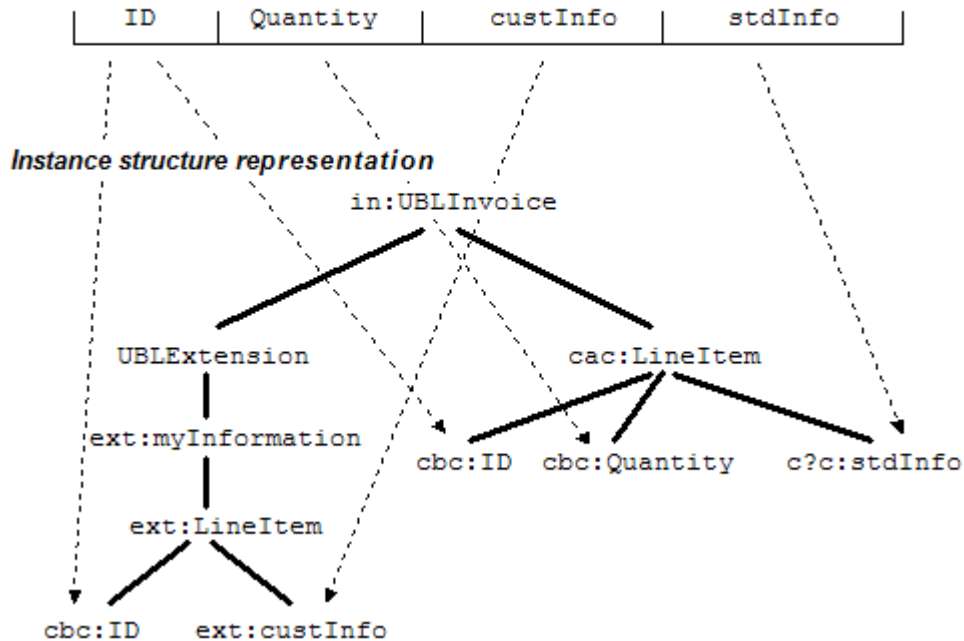 ID Quantity custInfo stdInfo
Instance structure representation
in:UBLInvoice
UBLExtension cac:LineItem
ext:myInformation
cbc:ID cbc:Quantity c?c:stdInfo
ext:LineItem
cbc:ID ext:custInfo